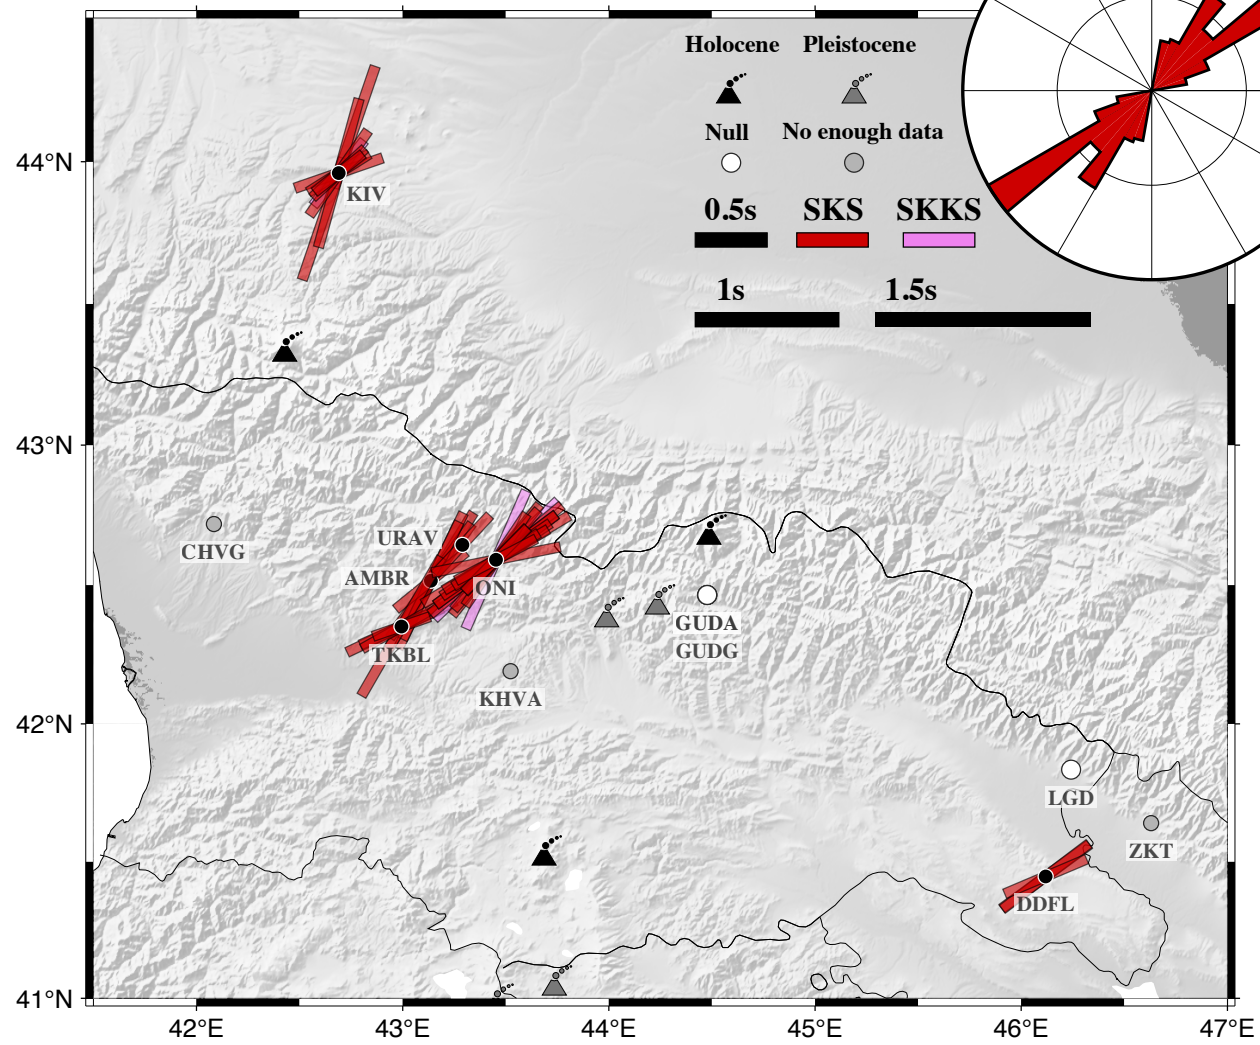 Holocene Pleistocene
Null No enough data
0.5s SKS SKKS
1s 1.5s
44°N
KIV
43°N
CHVG
URAV
AMBR
ONI
GUDA
GUDG
TKBL
KHVA
42°N
LGD
ZKT
DDFL
41°N
42°E 43°E 44°E 45°E 46°E 47°E